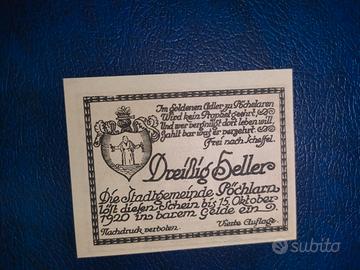 Im goldenen Adler zu Pöchelaren
Wird kein Propost geehrt,
Und wer vergnügt dort leben will,
Zahlt bar was er verzehrt.
Frei nach Scheffel.
Dreißig Heller
Die Stadtgemeinde Pöchlarn
löst diesen Schein bis 15. Oktober
1920 in barem Gelde ein
Nachdruck verboten. Vierte Auflage.
subito